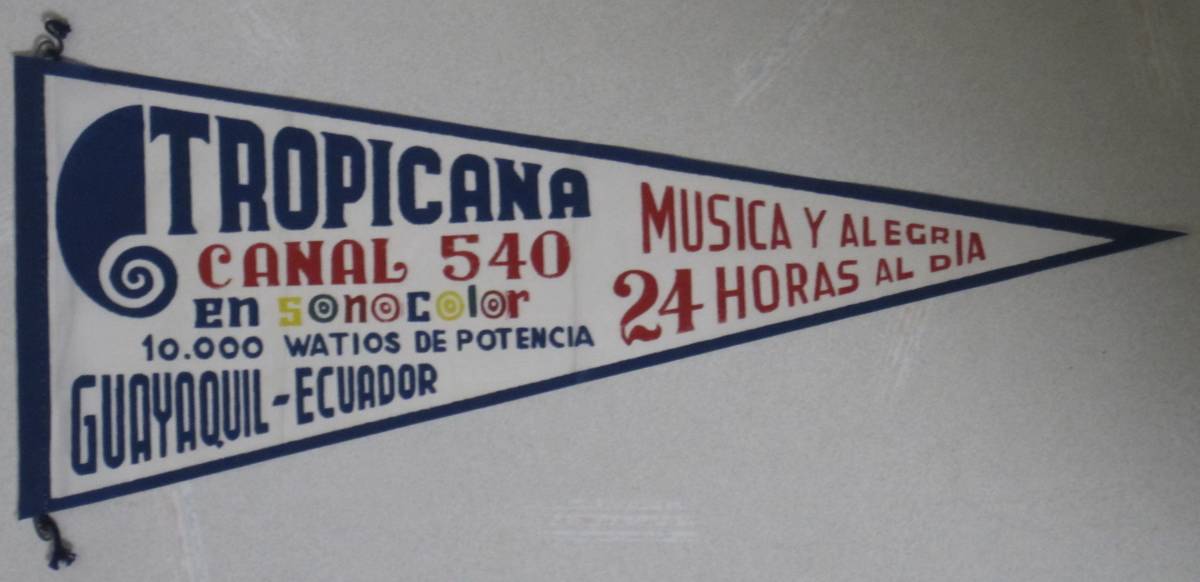 TROPICANA
CANAL 540
en sonocolor
10.000 WATIOS DE POTENCIA
GUAYAQUIL-ECUADOR
MUSICA Y ALEGRIA
24 HORAS AL DIA